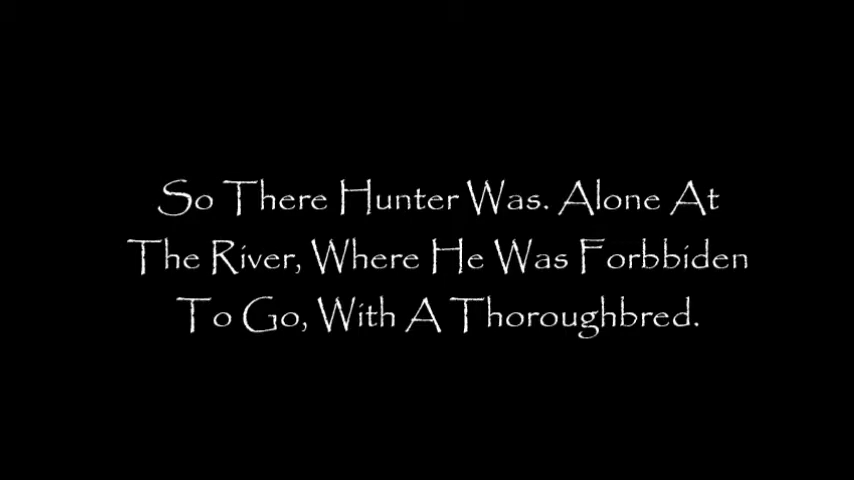 So There Hunter Was. Alone At
The River, Where He Was Forbbiden
To Go, With A Thoroughbred.